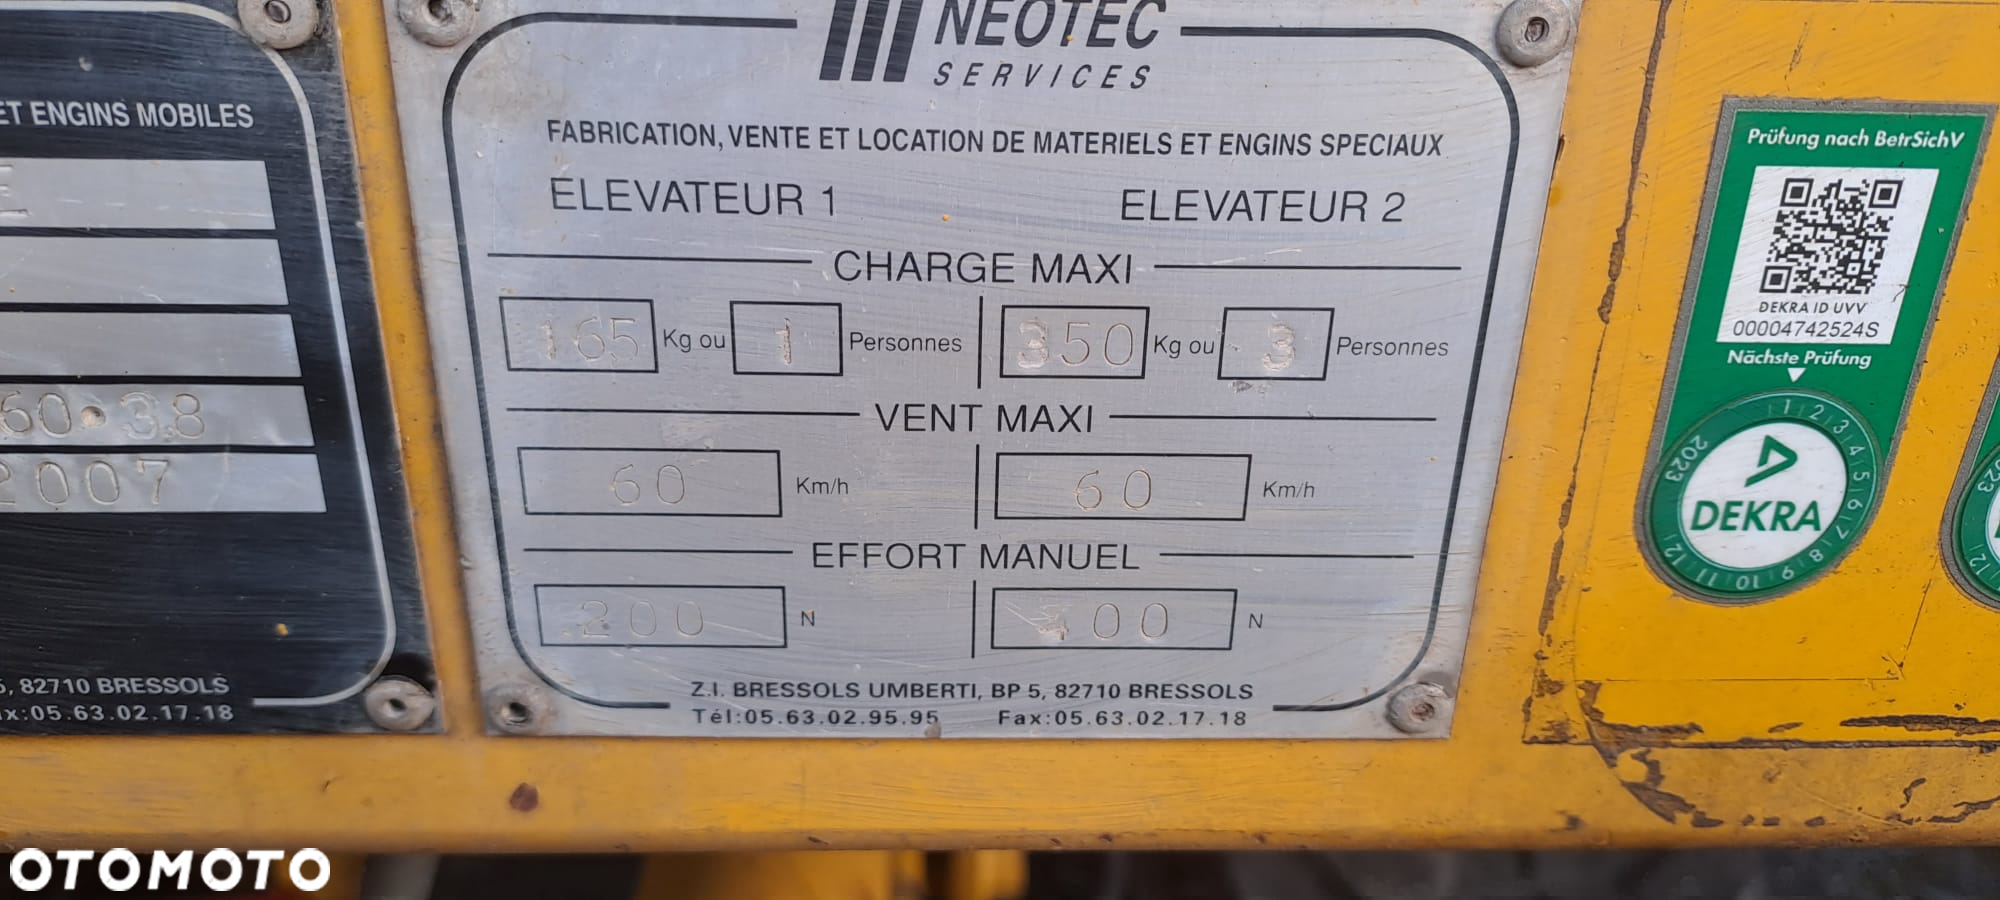 ET ENGINS MOBILES
E
60.38
2007
5, 82710 BRESSOLS
ax:05.63.02.17.18
NEOTEC
SERVICES
FABRICATION, VENTE ET LOCATION DE MATERIELS ET ENGINS SPECIAUX
ELEVATEUR 1 ELEVATEUR 2
CHARGE MAXI
165 Kg ou 1 Personnes 350 Kg ou 3 Personnes
VENT MAXI
60 Km/h 60 Km/h
EFFORT MANUEL
200 N 400 N
Z.I. BRESSOLS UMBERTI, BP 5, 82710 BRESSOLS
Tél:05.63.02.95.95 Fax:05.63.02.17.18
Prüfung nach BetrSichV
DEKRA ID UVV
00004742524S
Nächste Prüfung
1 2 3 4 5 6 7 8 9 10 11 12
2023
DEKRA
OTOMOTO